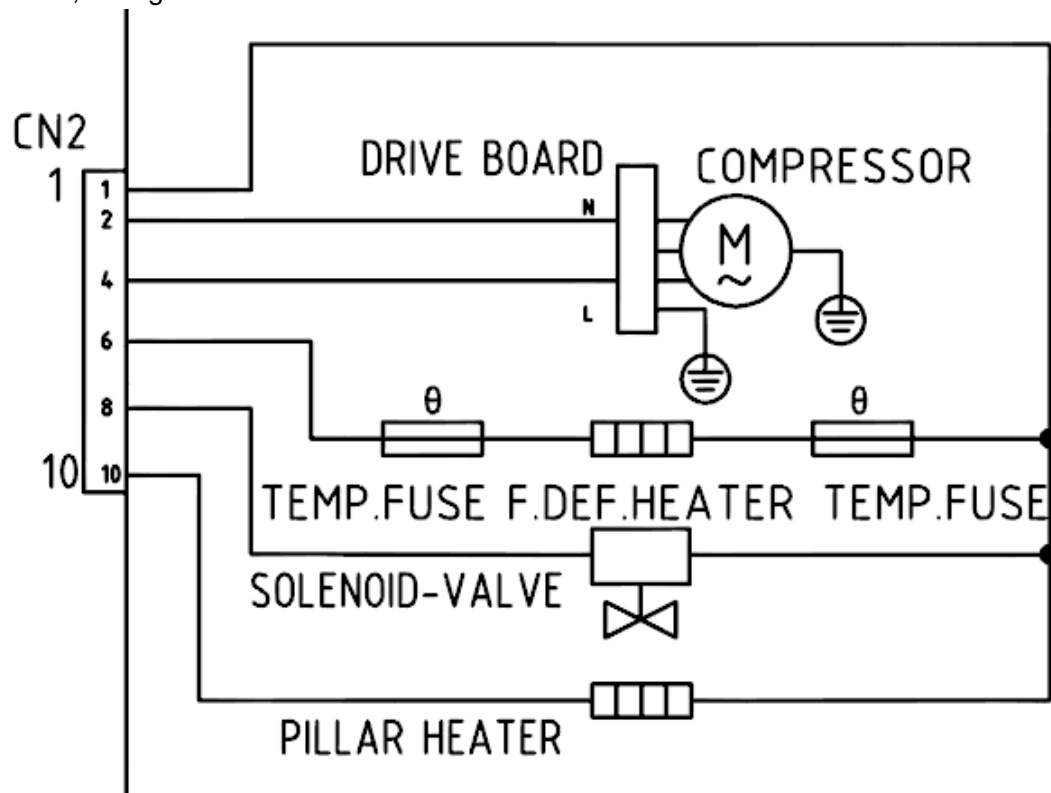 CN2
DRIVE BOARD
COMPRESSOR
1
1
2
N
M
~
4
L
6
θ
θ
8
10
10
TEMP.FUSE F.DEF.HEATER TEMP.FUSE
SOLENOID-VALVE
PILLAR HEATER